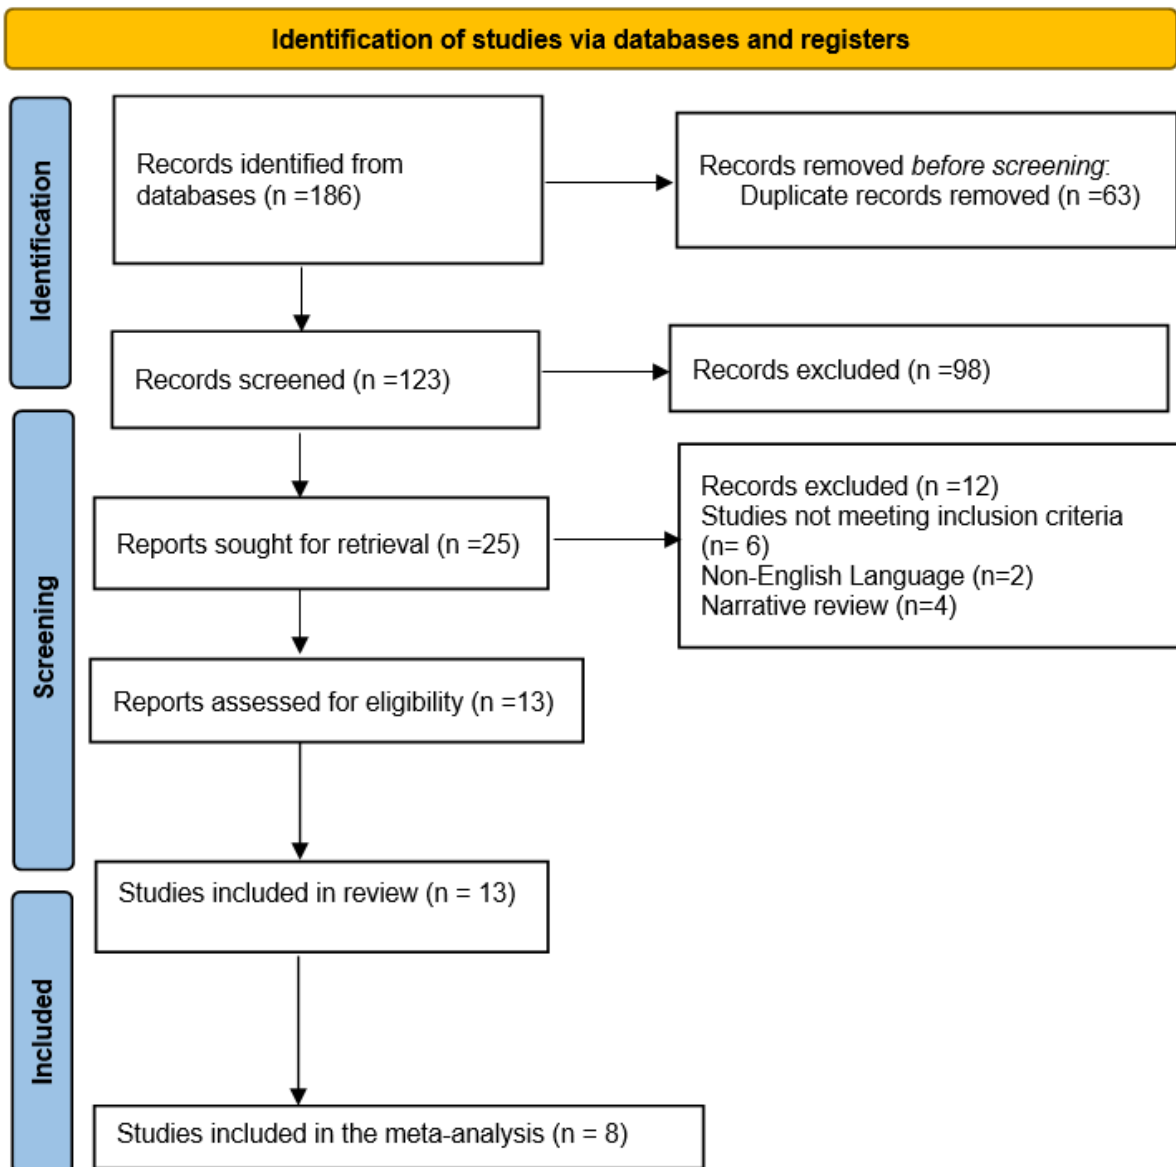 Identification of studies via databases and registers
Identification
Records identified from
databases (n =186)
Records removed before screening:
Duplicate records removed (n =63)
Records screened (n =123)
Records excluded (n =98)
Screening
Reports sought for retrieval (n =25)
Records excluded (n =12)
Studies not meeting inclusion criteria
(n= 6)
Non-English Language (n=2)
Narrative review (n=4)
Reports assessed for eligibility (n =13)
Studies included in review (n = 13)
Included
Studies included in the meta-analysis (n = 8)